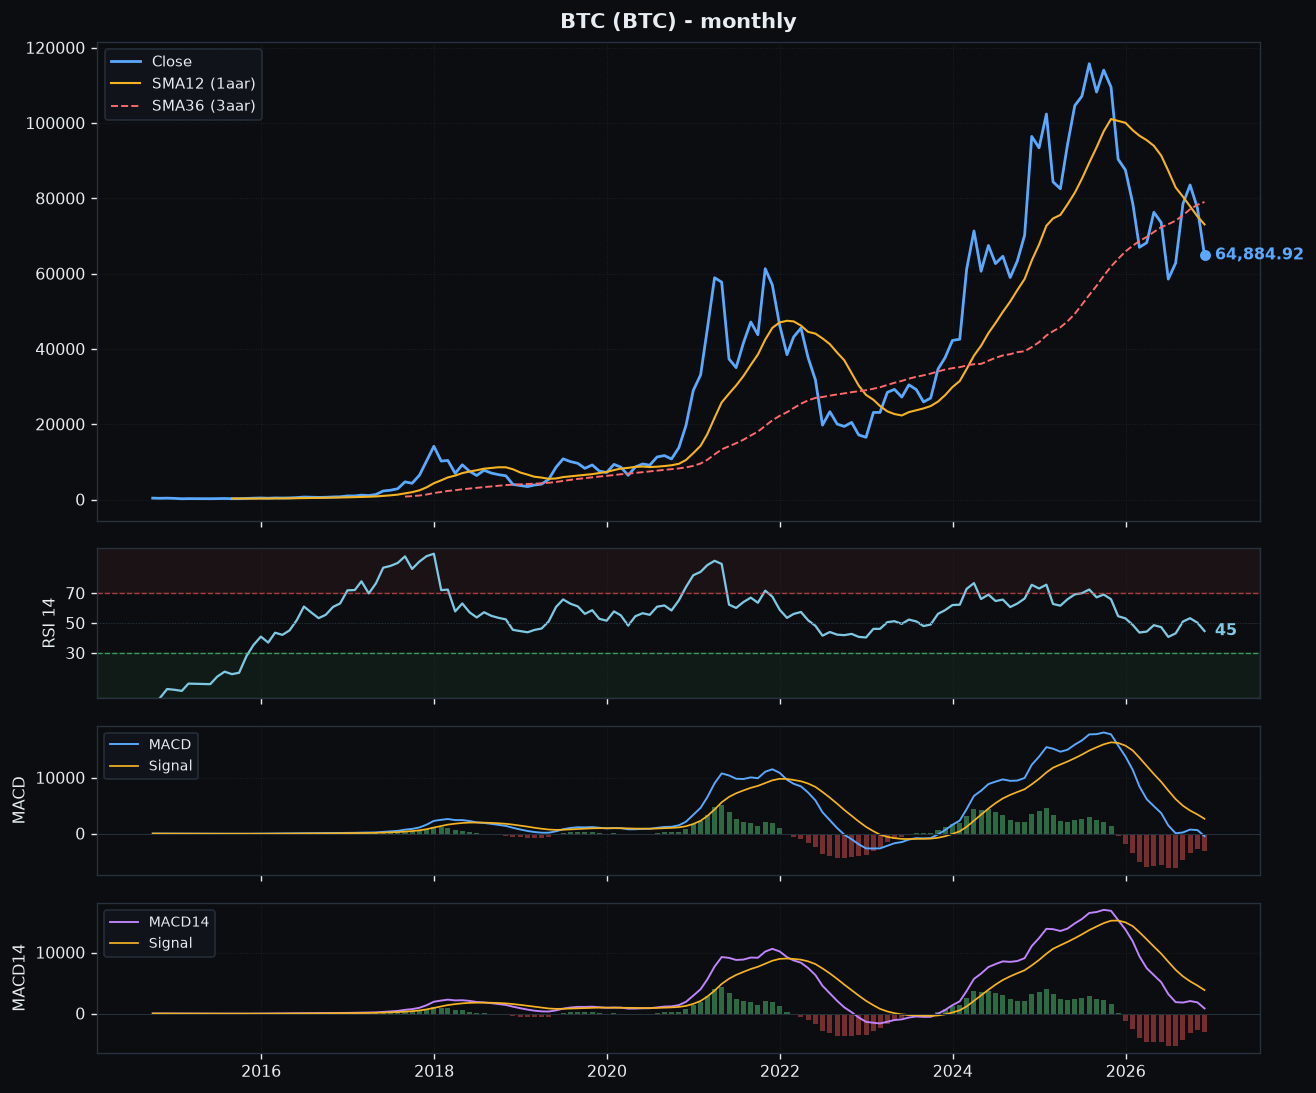 BTC (BTC) - monthly
120000
100000
80000
60000
40000
20000
0
Close
SMA12 (1aar)
SMA36 (3aar)
64,884.92
RSI 14
70
50
30
45
MACD
10000
0
MACD
Signal
MACD14
10000
0
MACD14
Signal
2016 2018 2020 2022 2024 2026